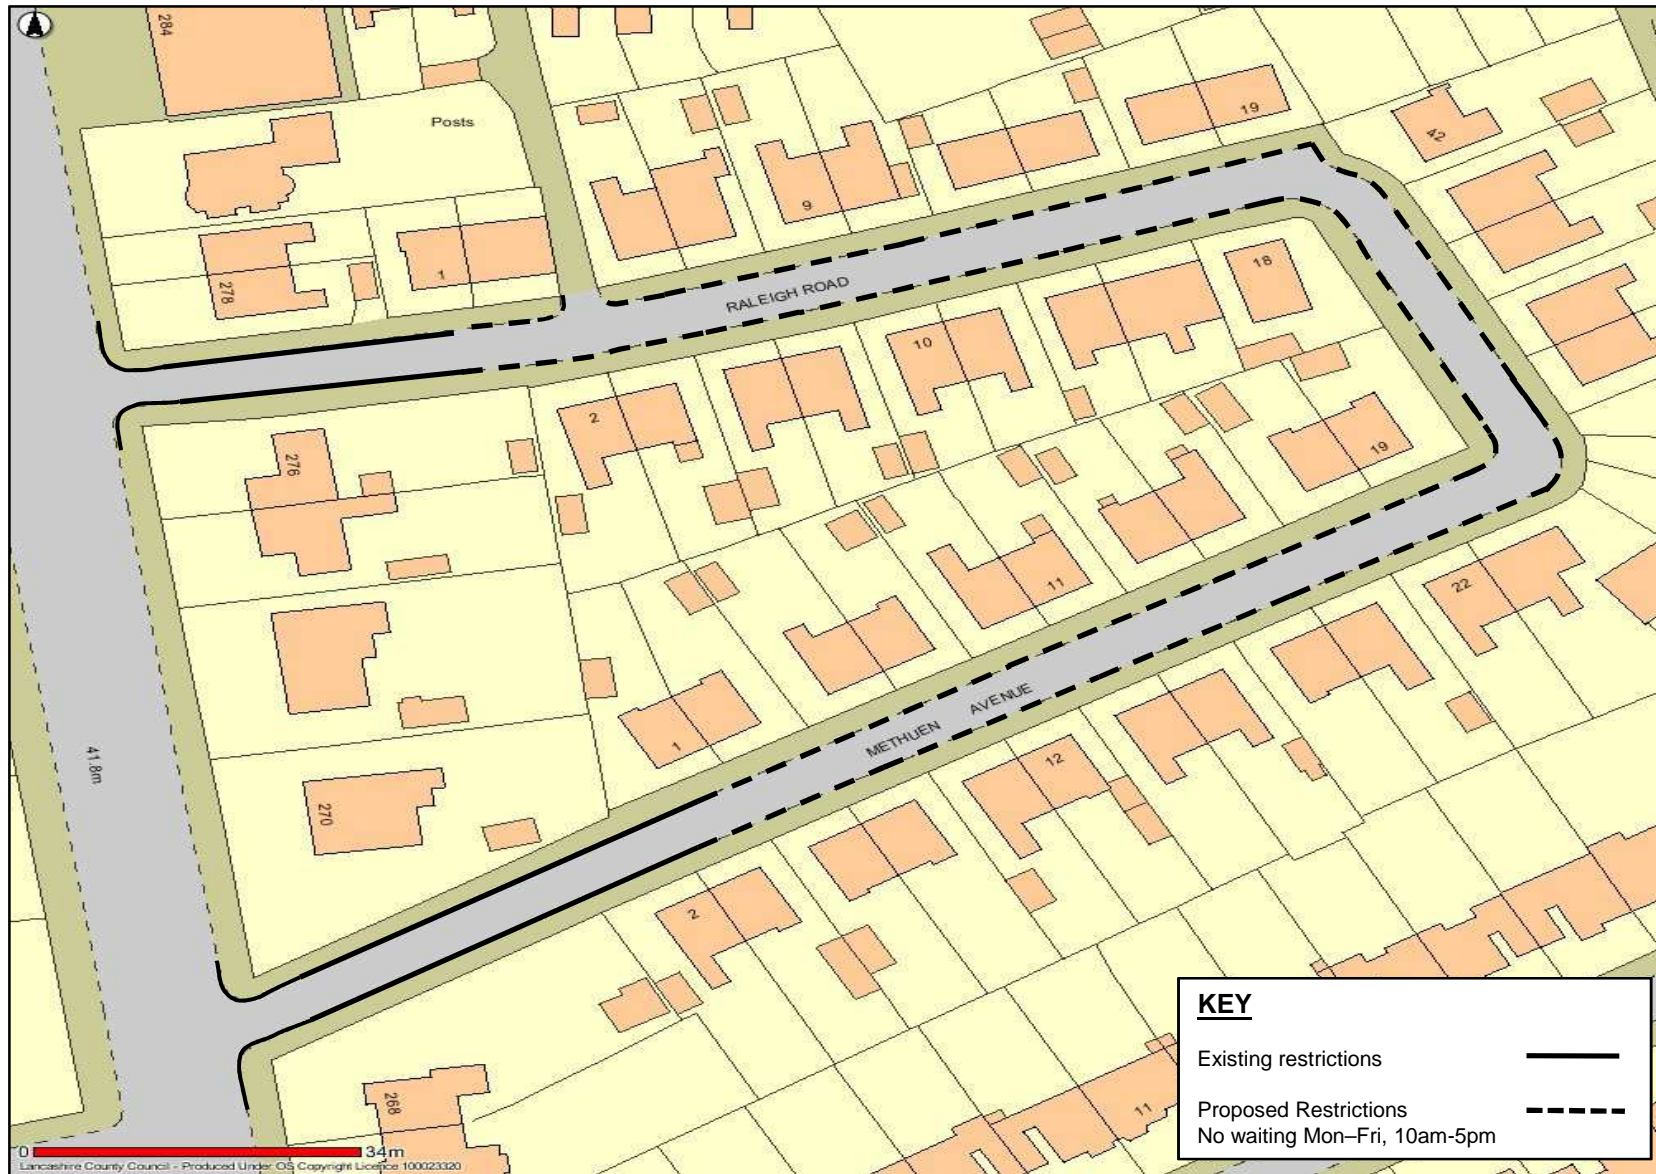 284
Posts
19
42
9
1
278
RALEIGH ROAD
18
10
2
276
19
11
22
1
METHUEN AVENUE
41.8m
12
270
2
268
11
KEY
Existing restrictions
Proposed Restrictions
No waiting Mon–Fri, 10am-5pm
0 34m
Lancashire County Council - Produced Under OS Copyright Licence 100023320